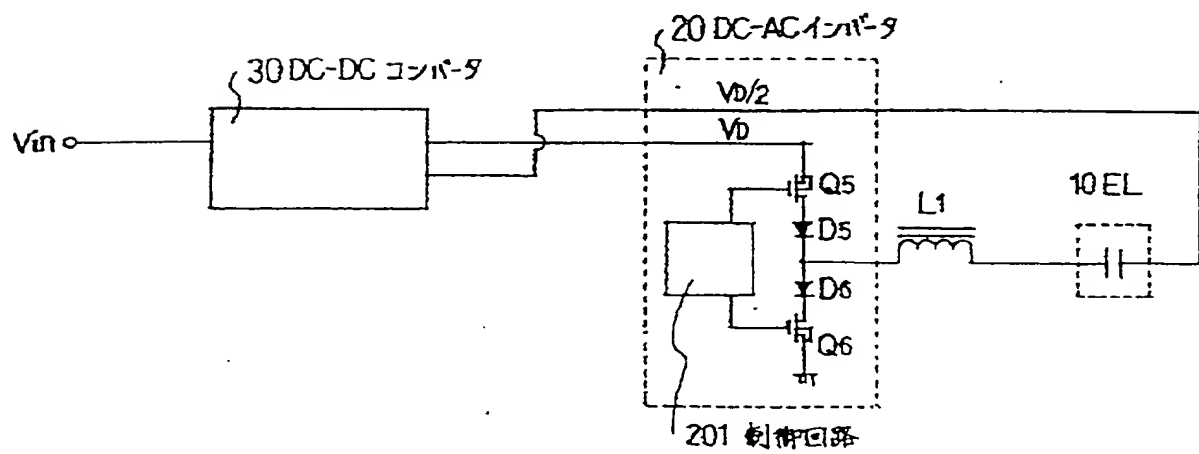 20 DC-ACインバータ
30 DC-DC コンバータ
VD/2
Vin
VD
Q5
10 EL
L1
D5
D6
Q6
201 制御回路